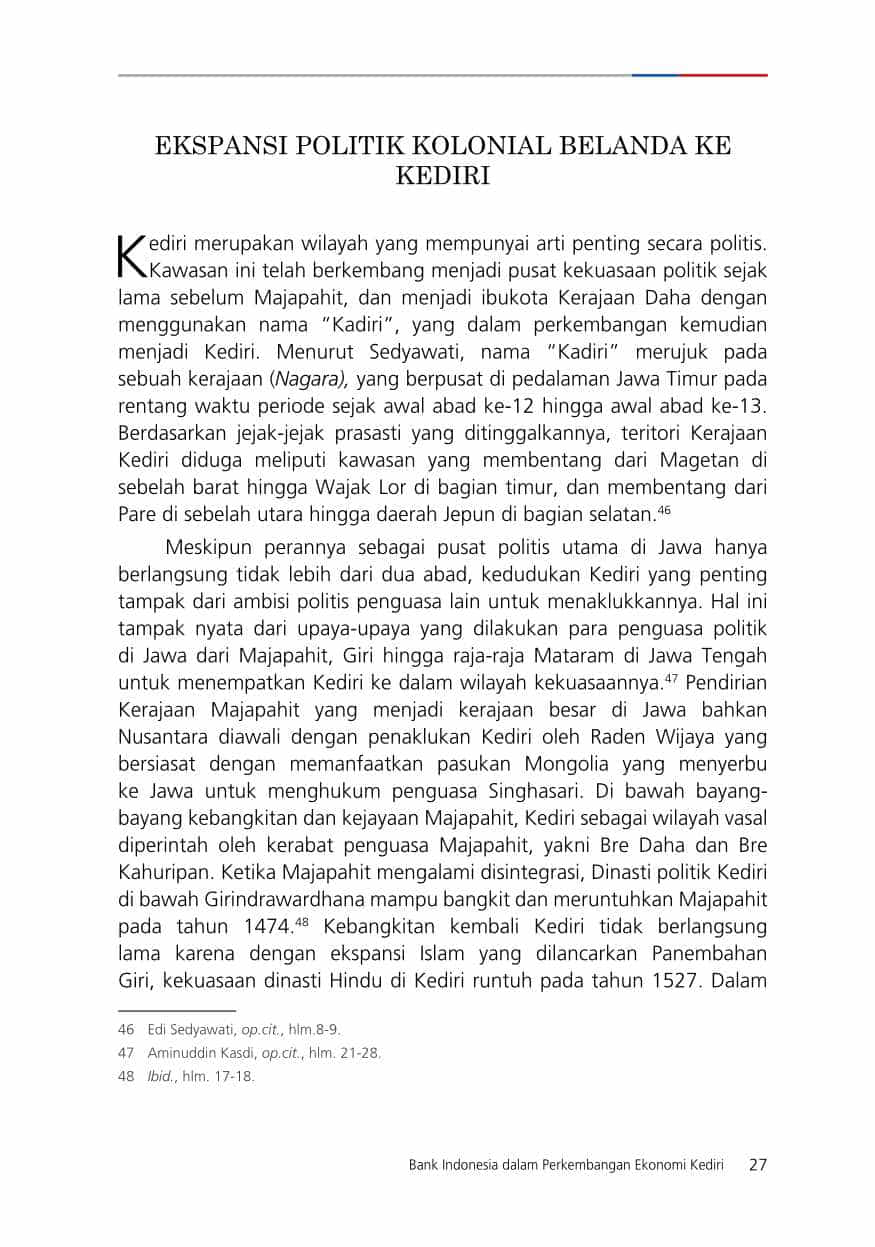 EKSPANSI POLITIK KOLONIAL BELANDA KE
KEDIRI
Kediri merupakan wilayah yang mempunyai arti penting secara politis.
Kawasan ini telah berkembang menjadi pusat kekuasaan politik sejak
lama sebelum Majapahit, dan menjadi ibukota Kerajaan Daha dengan
menggunakan nama “Kadiri”, yang dalam perkembangan kemudian
menjadi Kediri. Menurut Sedyawati, nama “Kadiri” merujuk pada
sebuah kerajaan (Nagara), yang berpusat di pedalaman Jawa Timur pada
rentang waktu periode sejak awal abad ke-12 hingga awal abad ke-13.
Berdasarkan jejak-jejak prasasti yang ditinggalkannya, teritori Kerajaan
Kediri diduga meliputi kawasan yang membentang dari Magetan di
sebelah barat hingga Wajak Lor di bagian timur, dan membentang dari
Pare di sebelah utara hingga daerah Jepun di bagian selatan.46
Meskipun perannya sebagai pusat politis utama di Jawa hanya
berlangsung tidak lebih dari dua abad, kedudukan Kediri yang penting
tampak dari ambisi politis penguasa lain untuk menaklukkannya. Hal ini
tampak nyata dari upaya-upaya yang dilakukan para penguasa politik
di Jawa dari Majapahit, Giri hingga raja-raja Mataram di Jawa Tengah
untuk menempatkan Kediri ke dalam wilayah kekuasaannya.47 Pendirian
Kerajaan Majapahit yang menjadi kerajaan besar di Jawa bahkan
Nusantara diawali dengan penaklukan Kediri oleh Raden Wijaya yang
bersiasat dengan memanfaatkan pasukan Mongolia yang menyerbu
ke Jawa untuk menghukum penguasa Singhasari. Di bawah bayang-
bayang kebangkitan dan kejayaan Majapahit, Kediri sebagai wilayah vasal
diperintah oleh kerabat penguasa Majapahit, yakni Bre Daha dan Bre
Kahuripan. Ketika Majapahit mengalami disintegrasi, Dinasti politik Kediri
di bawah Girindrawardhana mampu bangkit dan meruntuhkan Majapahit
pada tahun 1474.48 Kebangkitan kembali Kediri tidak berlangsung
lama karena dengan ekspansi Islam yang dilancarkan Panembahan
Giri, kekuasaan dinasti Hindu di Kediri runtuh pada tahun 1527. Dalam
46 Edi Sedyawati, op.cit., hlm.8-9.
47 Aminuddin Kasdi, op.cit., hlm. 21-28.
48 Ibid., hlm. 17-18.
Bank Indonesia dalam Perkembangan Ekonomi Kediri 27